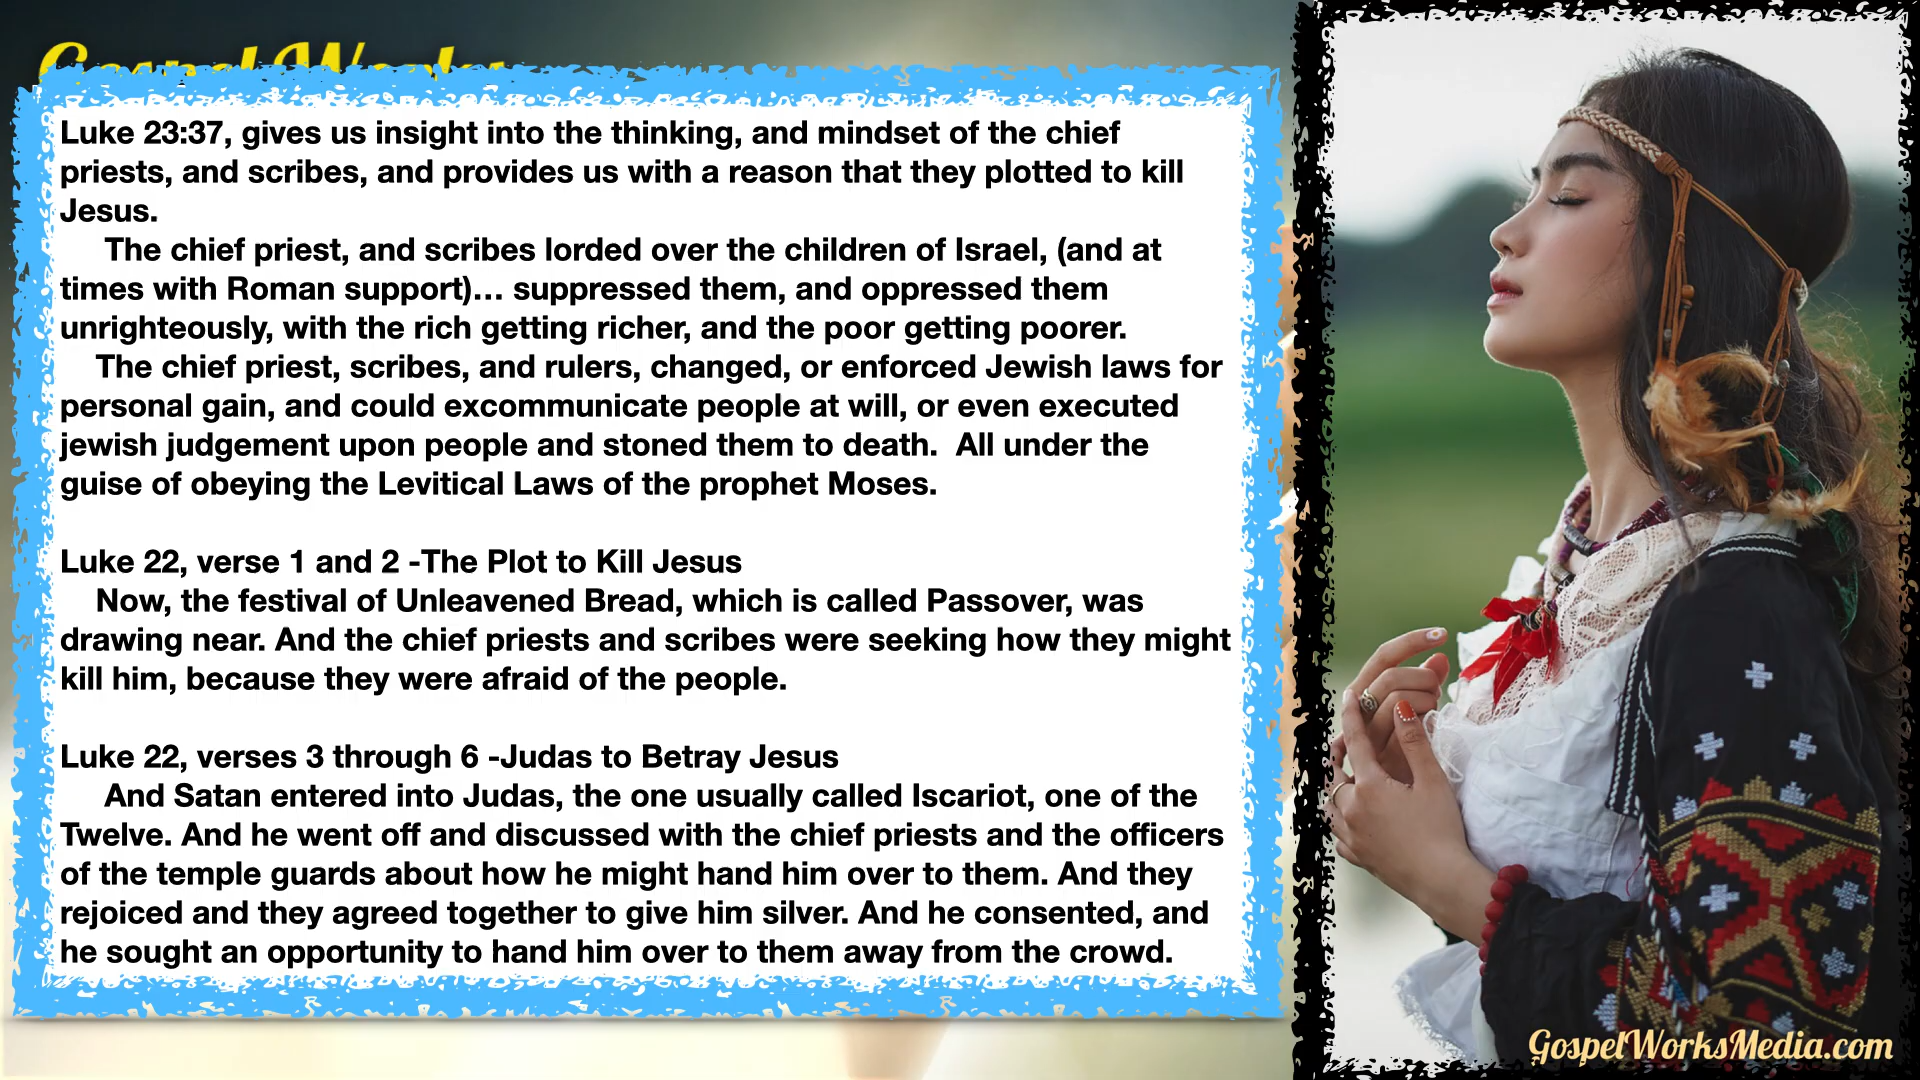 Gospel Works
Luke 23:37, gives us insight into the thinking, and mindset of the chief
priests, and scribes, and provides us with a reason that they plotted to kill
Jesus.
The chief priest, and scribes lorded over the children of Israel, (and at
times with Roman support)... suppressed them, and oppressed them
unrighteously, with the rich getting richer, and the poor getting poorer.
The chief priest, scribes, and rulers, changed, or enforced Jewish laws for
personal gain, and could excommunicate people at will, or even executed
jewish judgement upon people and stoned them to death.  All under the
guise of obeying the Levitical Laws of the prophet Moses.
Luke 22, verse 1 and 2 -The Plot to Kill Jesus
Now, the festival of Unleavened Bread, which is called Passover, was
drawing near. And the chief priests and scribes were seeking how they might
kill him, because they were afraid of the people.
Luke 22, verses 3 through 6 -Judas to Betray Jesus
And Satan entered into Judas, the one usually called Iscariot, one of the
Twelve. And he went off and discussed with the chief priests and the officers
of the temple guards about how he might hand him over to them. And they
rejoiced and they agreed together to give him silver. And he consented, and
he sought an opportunity to hand him over to them away from the crowd.
GospelWorksMedia.com